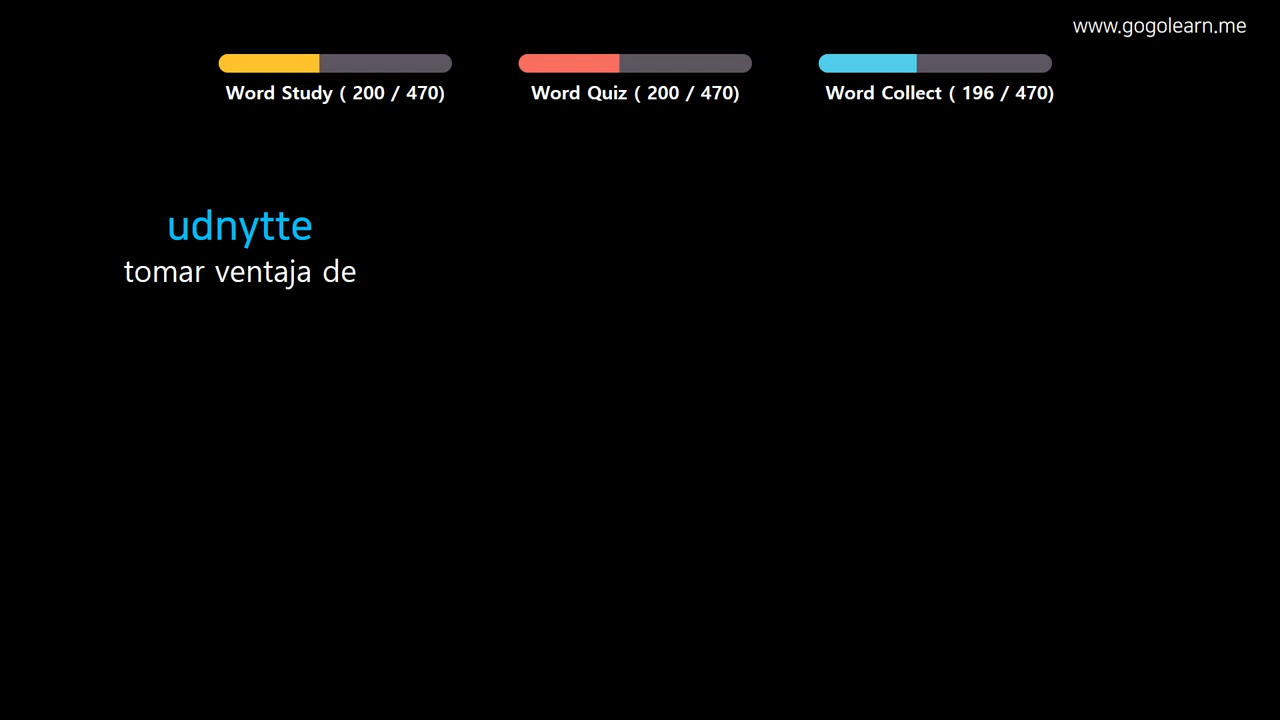 www.gogolearn.me
Word Study ( 200 / 470)
Word Quiz ( 200 / 470)
Word Collect ( 196 / 470)
udnytte
tomar ventaja de